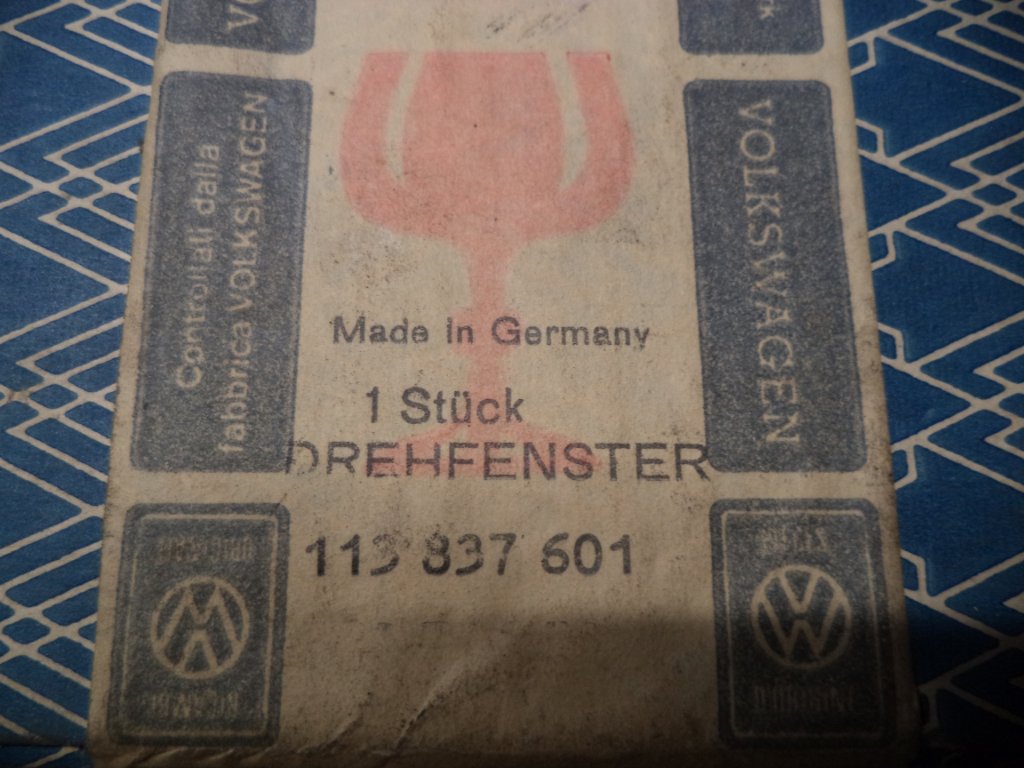 Controllati dalla
fabbrica VOLKSWAGEN
VOLKSWAGEN
Made in Germany
1 Stück
DREHFENSTER
113 837 601